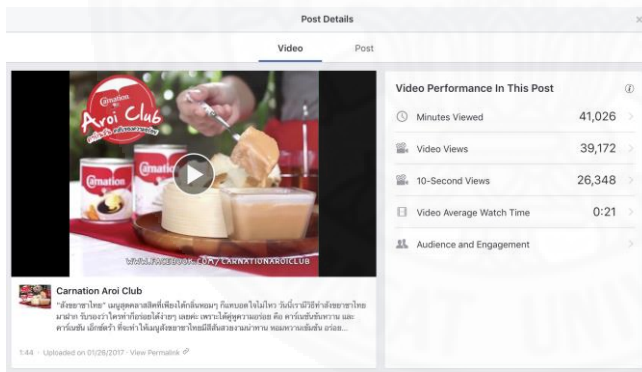 Post Details
Video Post
Carnation
Aroi Club
Carnation
Carnation
WWW.FACEBOOK.COM/CARNATIONAROICLUB
Carnation Aroi Club
"สังขยาชาไทย" เมนูสุดคลาสสิคที่เพียงได้กลิ่นหอมๆ ก็แทบอดใจไม่ไหว วันนี้เรามีวิธีทำสังขยาชาไทย
มาฝาก รับรองว่าใครทำก็อร่อยได้ง่ายๆ เลยค่ะ เพราะได้คู่หูความอร่อย คือ คาร์เนชันข้นหวาน และ
คาร์เนชัน เอ็กซ์ตร้า ที่จะทำให้เมนูสังขยาชาไทยมีสีสันสวยงามน่าทาน หอมหวานเข้มข้น อร่อย...
1:44 · Uploaded on 01/26/2017 · View Permalink
Video Performance In This Post
Minutes Viewed 41,026
Video Views 39,172
10-Second Views 26,348
Video Average Watch Time 0:21
Audience and Engagement